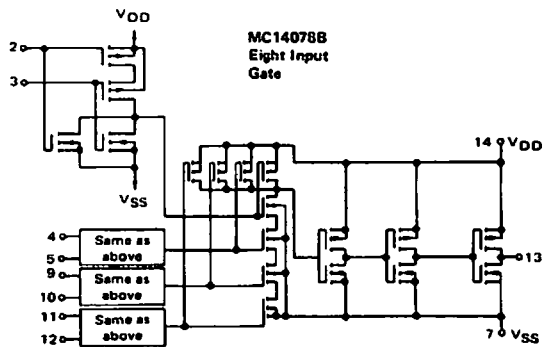 VDD
2
3
MC14078B
Eight Input
Gate
VSS
14 VDD
4
5
Same as
above
9
10
Same as
above
11
12
Same as
above
13
7 VSS